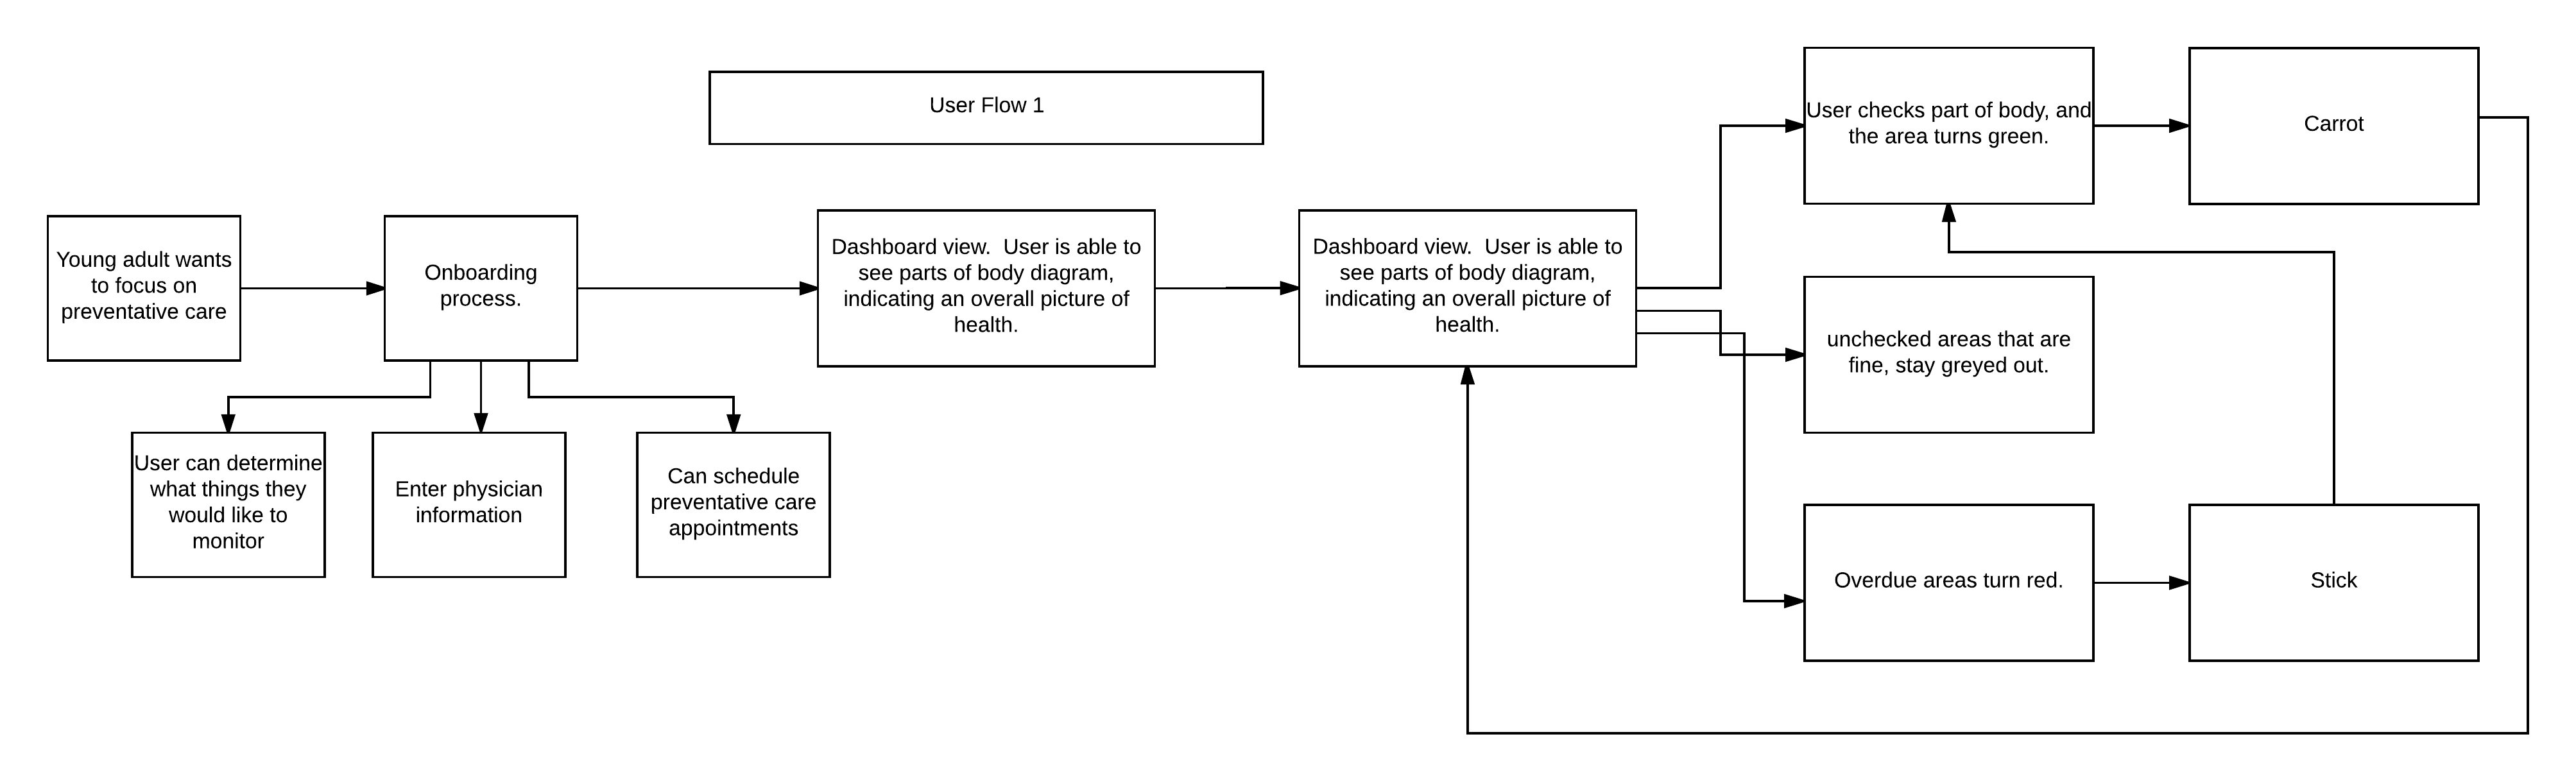 User Flow 1
Young adult wants
to focus on
preventative care
Onboarding
process.
User can determine
what things they
would like to
monitor
Enter physician
information
Can schedule
preventative care
appointments
Dashboard view.  User is able to
see parts of body diagram,
indicating an overall picture of
health.
Dashboard view.  User is able to
see parts of body diagram,
indicating an overall picture of
health.
User checks part of body, and
the area turns green.
Carrot
unchecked areas that are
fine, stay greyed out.
Overdue areas turn red.
Stick